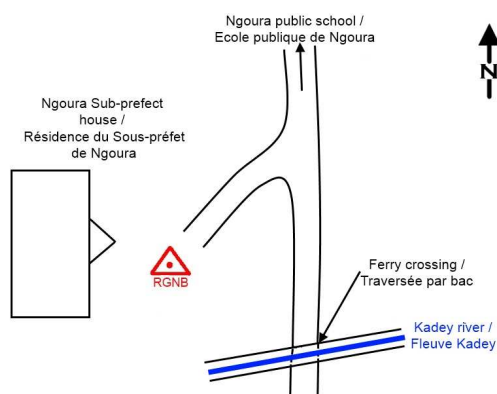 Ngoura public school /
Ecole publique de Ngoura
N
Ngoura Sub-prefect
house /
Résidence du Sous-préfet
de Ngoura
RGNB
Ferry crossing /
Traversée par bac
Kadey river /
Fleuve Kadey